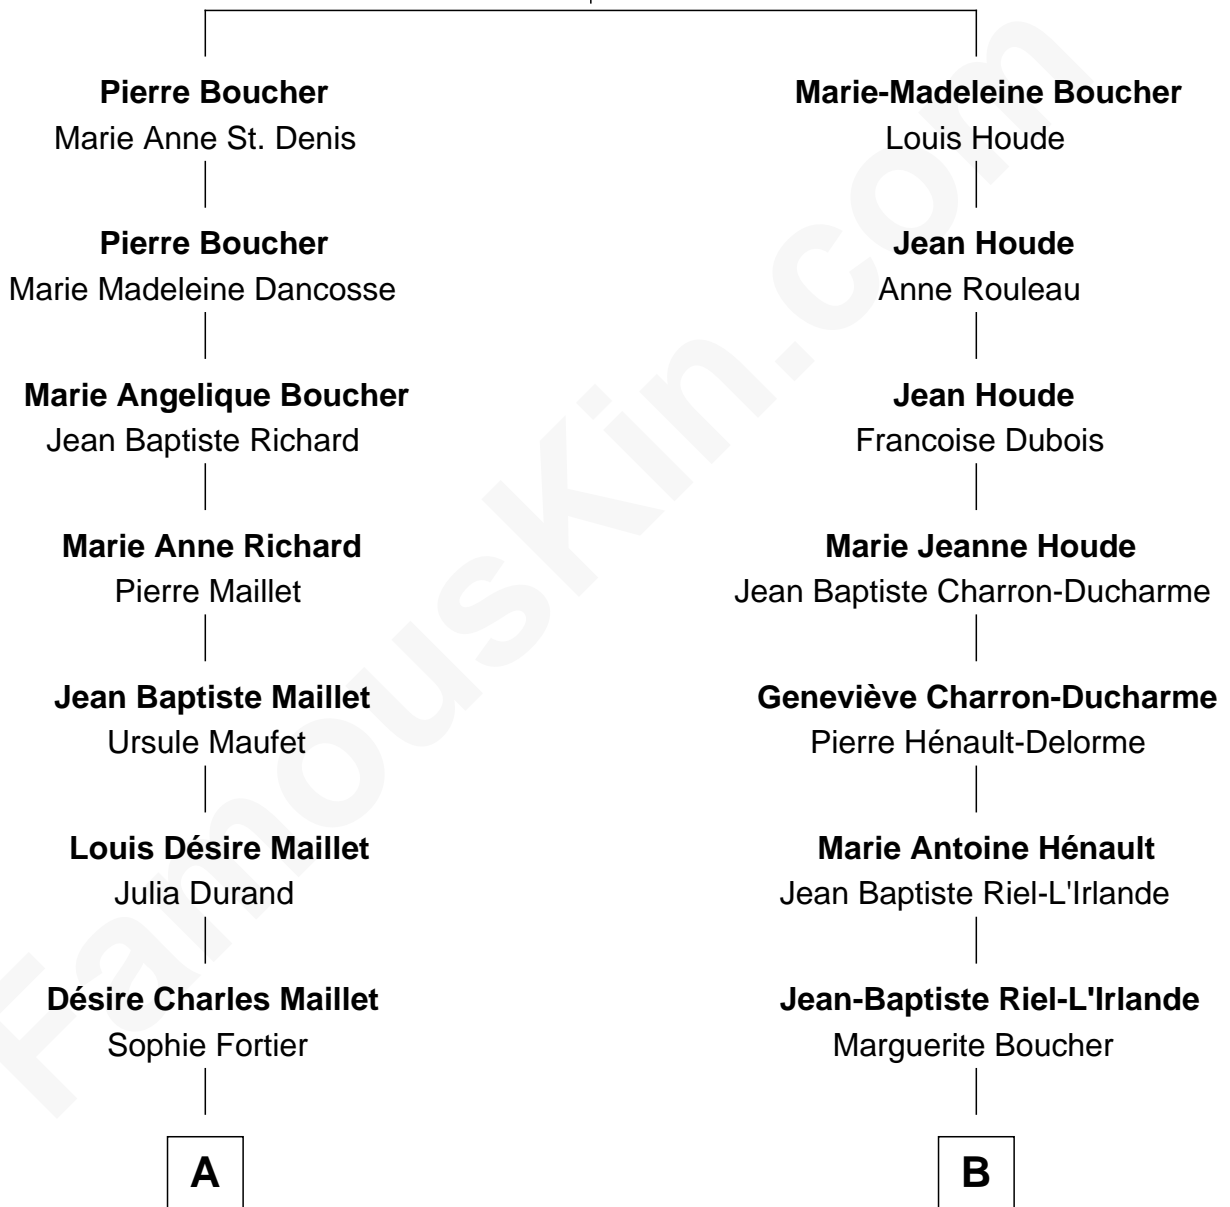 Pierre Boucher
Marie Anne St. Denis
Pierre Boucher
Marie Madeleine Dancosse
Marie Angelique Boucher
Jean Baptiste Richard
Marie Anne Richard
Pierre Maillet
Jean Baptiste Maillet
Ursule Maufet
Louis Désire Maillet
Julia Durand
Désire Charles Maillet
Sophie Fortier
A
Marie-Madeleine Boucher
Louis Houde
Jean Houde
Anne Rouleau
Jean Houde
Francoise Dubois
Marie Jeanne Houde
Jean Baptiste Charron-Ducharme
Geneviève Charron-Ducharme
Pierre Hénault-Delorme
Marie Antoine Hénault
Jean Baptiste Riel-L'Irlande
Jean-Baptiste Riel-L'Irlande
Marguerite Boucher
B
FamousKin.com